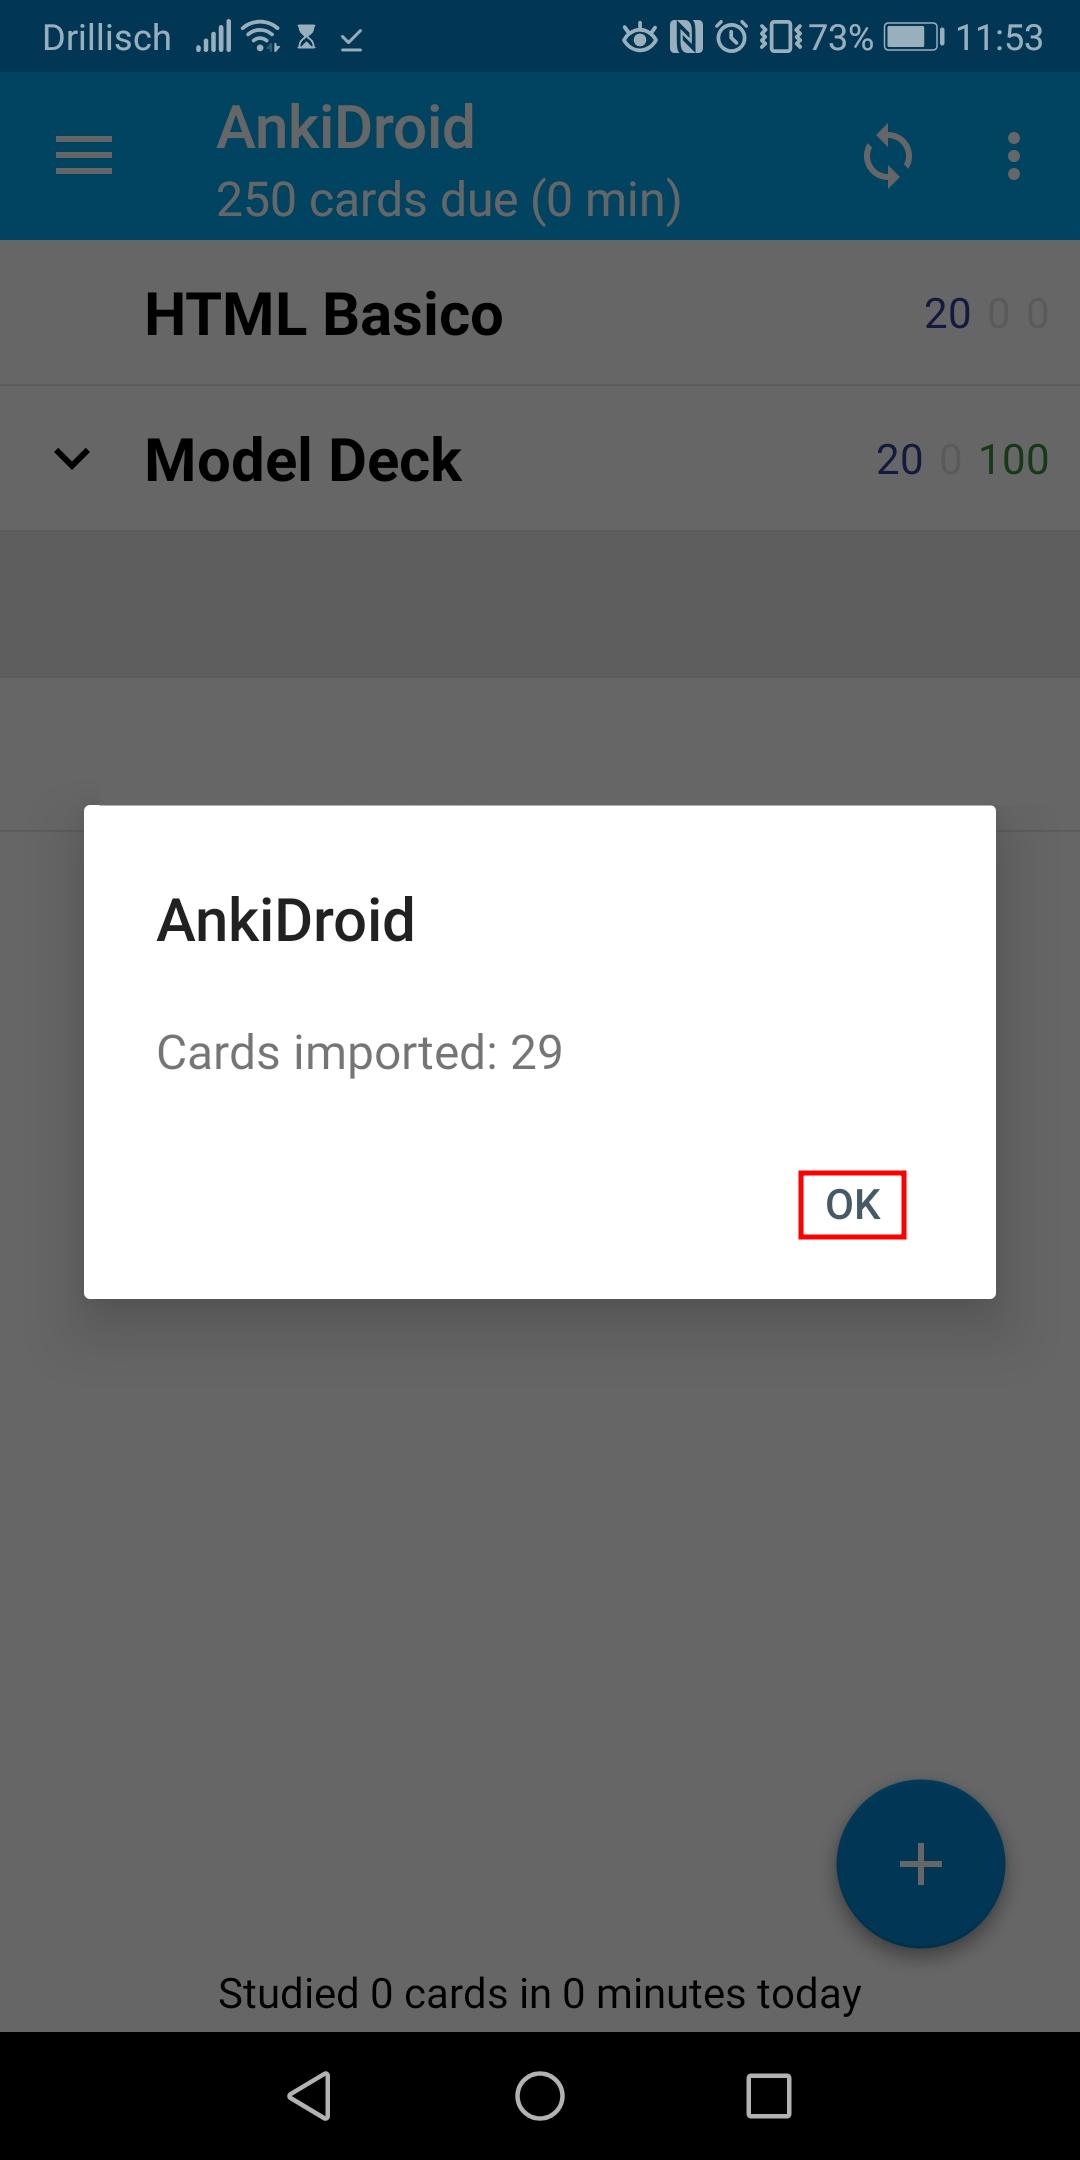 Drillisch 73% 11:53
AnkiDroid
250 cards due (0 min)
HTML Basico 20 0 0
Model Deck 20 0 100
AnkiDroid
Cards imported: 29
OK
Studied 0 cards in 0 minutes today